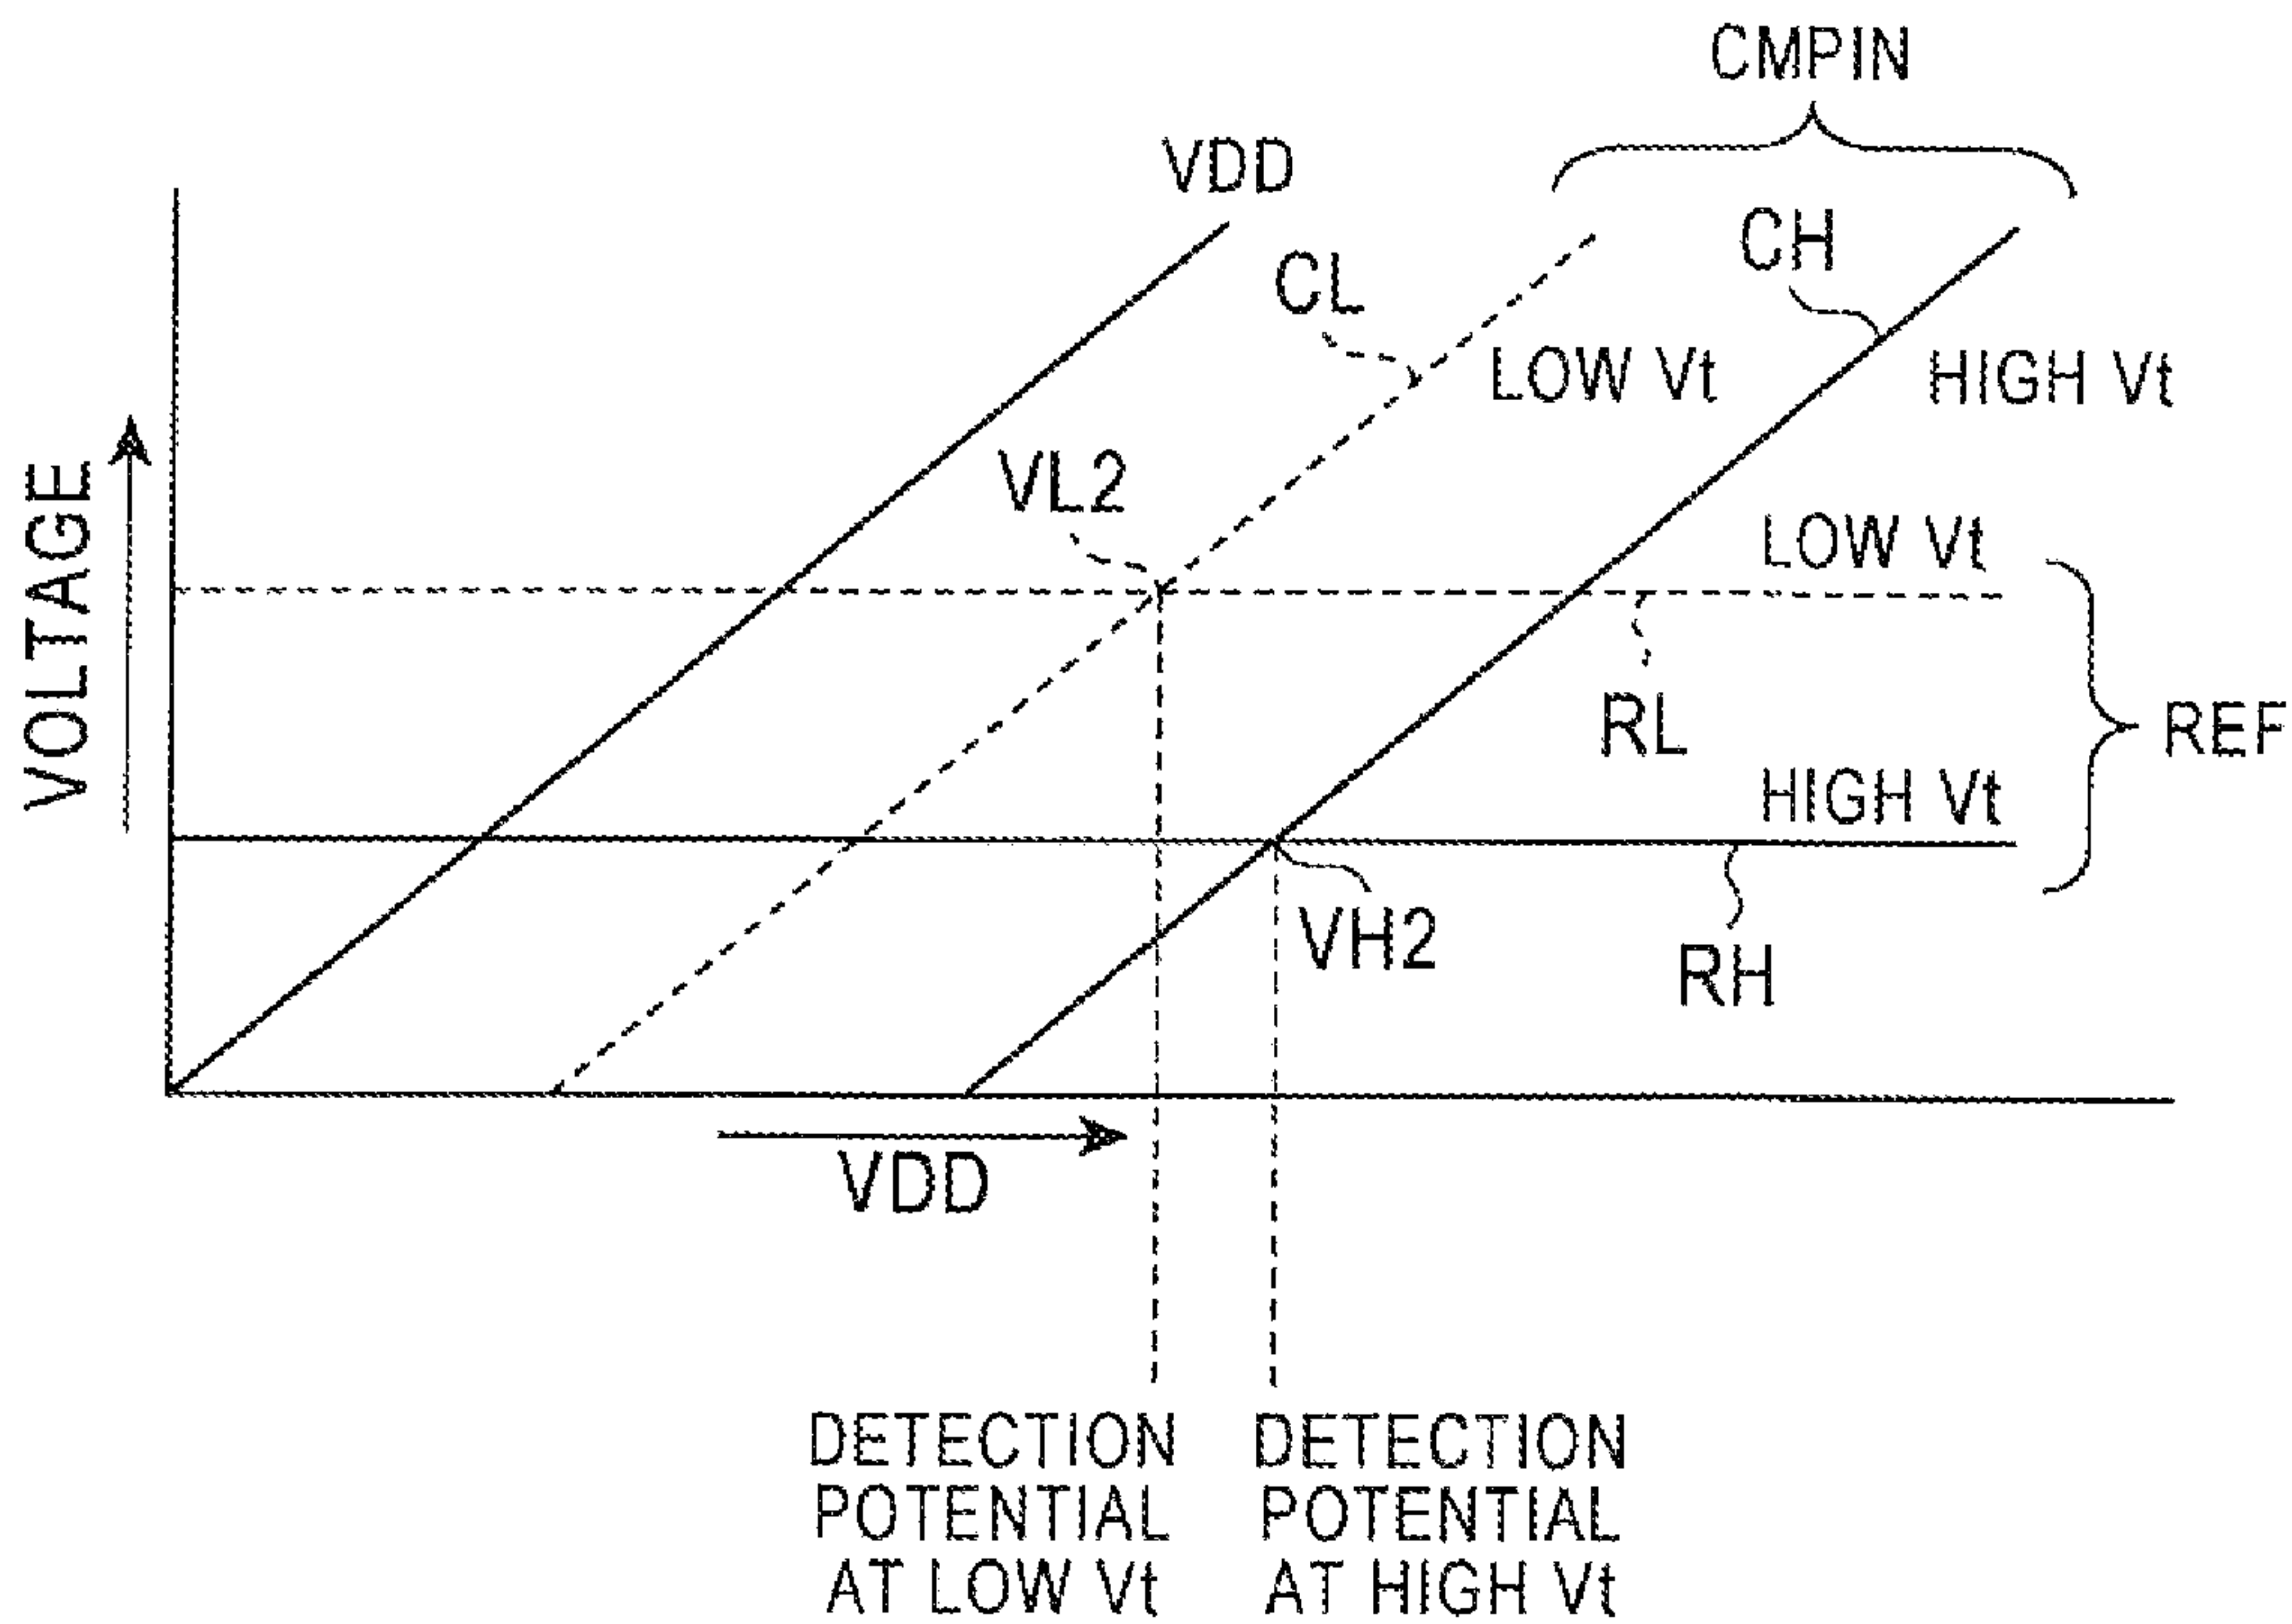 CMPIN
VDD
CH
CL
LOW Vt
HIGH Vt
VL2
LOW Vt
VOLTAGE
RL
REF
HIGH Vt
VH2
RH
VDD
DETECTION
POTENTIAL
AT LOW Vt
DETECTION
POTENTIAL
AT HIGH Vt